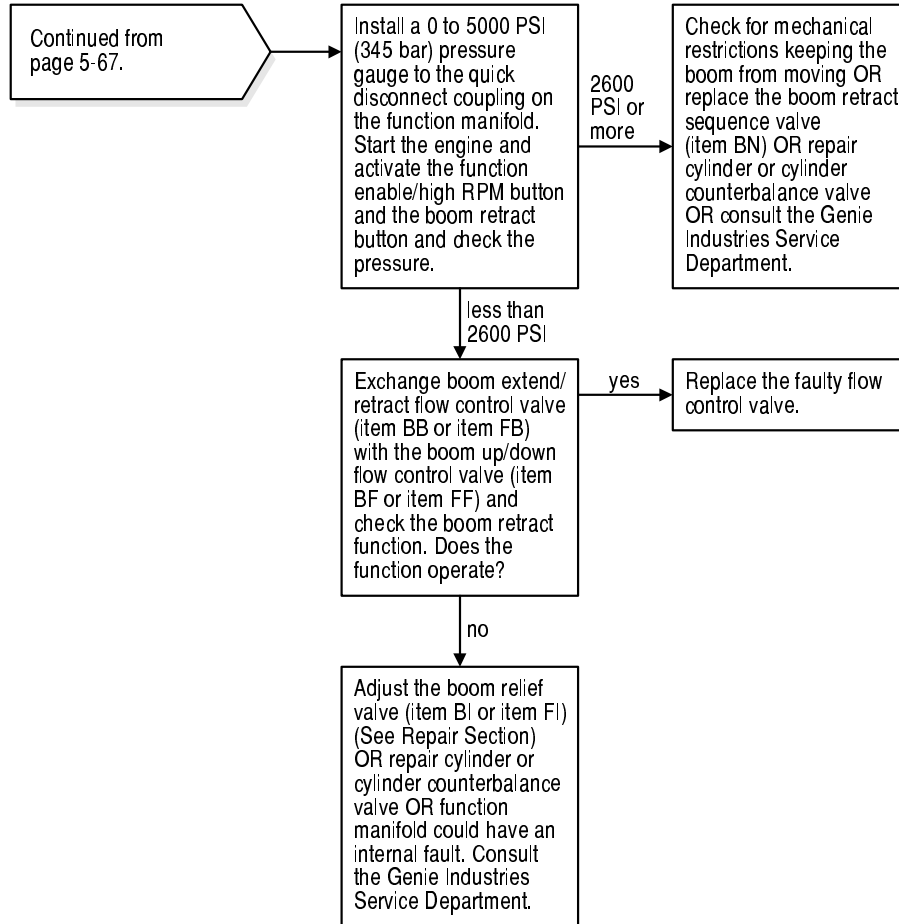 Continued from
page 5-67.
Install a 0 to 5000 PSI
(345 bar) pressure
gauge to the quick
disconnect coupling on
the function manifold.
Start the engine and
activate the function
enable/high RPM button
and the boom retract
button and check the
pressure.
2600
PSI or
more
Check for mechanical
restrictions keeping the
boom from moving OR
replace the boom retract
sequence valve
(item BN) OR repair
cylinder or cylinder
counterbalance valve
OR consult the Genie
Industries Service
Department.
less than
2600 PSI
Exchange boom extend/
retract flow control valve
(item BB or item FB)
with the boom up/down
flow control valve (item
BF or item FF) and
check the boom retract
function. Does the
function operate?
yes
Replace the faulty flow
control valve.
no
Adjust the boom relief
valve (item BI or item FI)
(See Repair Section)
OR repair cylinder or
cylinder counterbalance
valve OR function
manifold could have an
internal fault. Consult
the Genie Industries
Service Department.